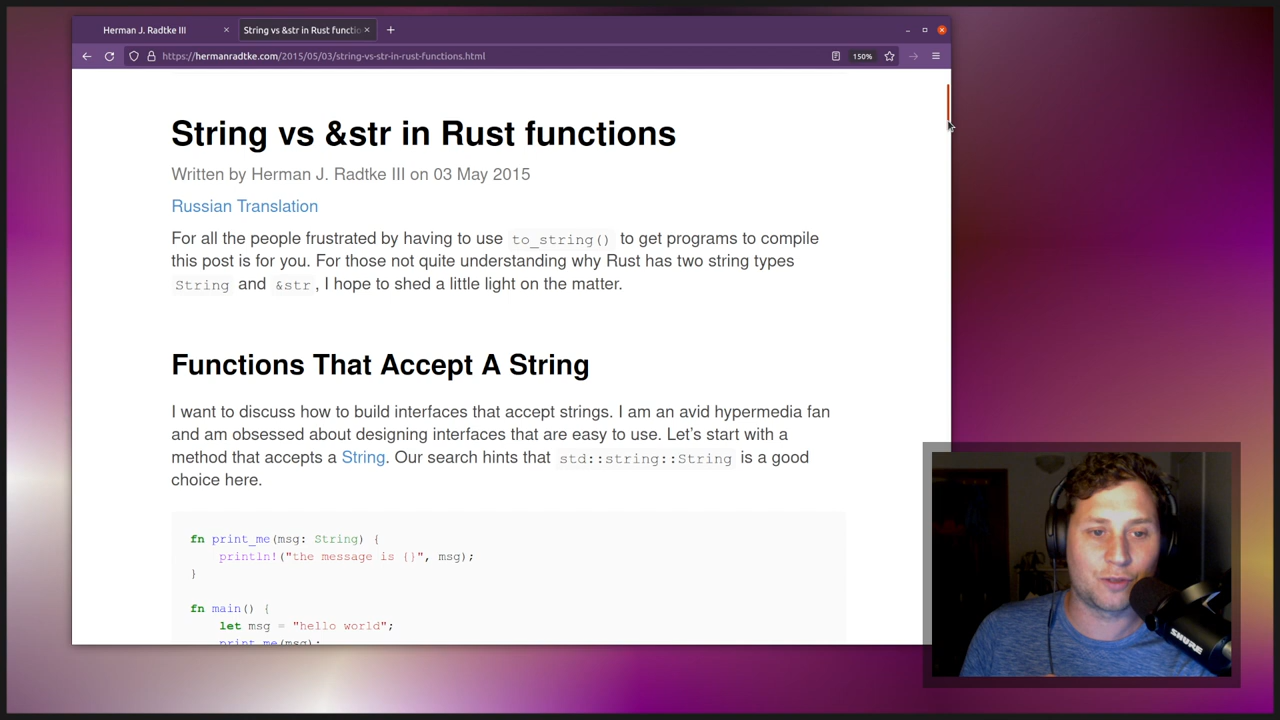 Herman J. Radtke III
String vs &str in Rust functio
https://hermanradtke.com/2015/05/03/string-vs-str-in-rust-functions.html
150%
String vs &str in Rust functions
Written by Herman J. Radtke III on 03 May 2015
Russian Translation
For all the people frustrated by having to use to_string() to get programs to compile
this post is for you. For those not quite understanding why Rust has two string types
String and &str, I hope to shed a little light on the matter.
Functions That Accept A String
I want to discuss how to build interfaces that accept strings. I am an avid hypermedia fan
and am obsessed about designing interfaces that are easy to use. Let's start with a
method that accepts a String. Our search hints that std::string::String is a good
choice here.
fn print_me(msg: String) {
println!("the message is {}", msg);
}
fn main() {
let msg = "hello world";
print_me(msg);
SHURE